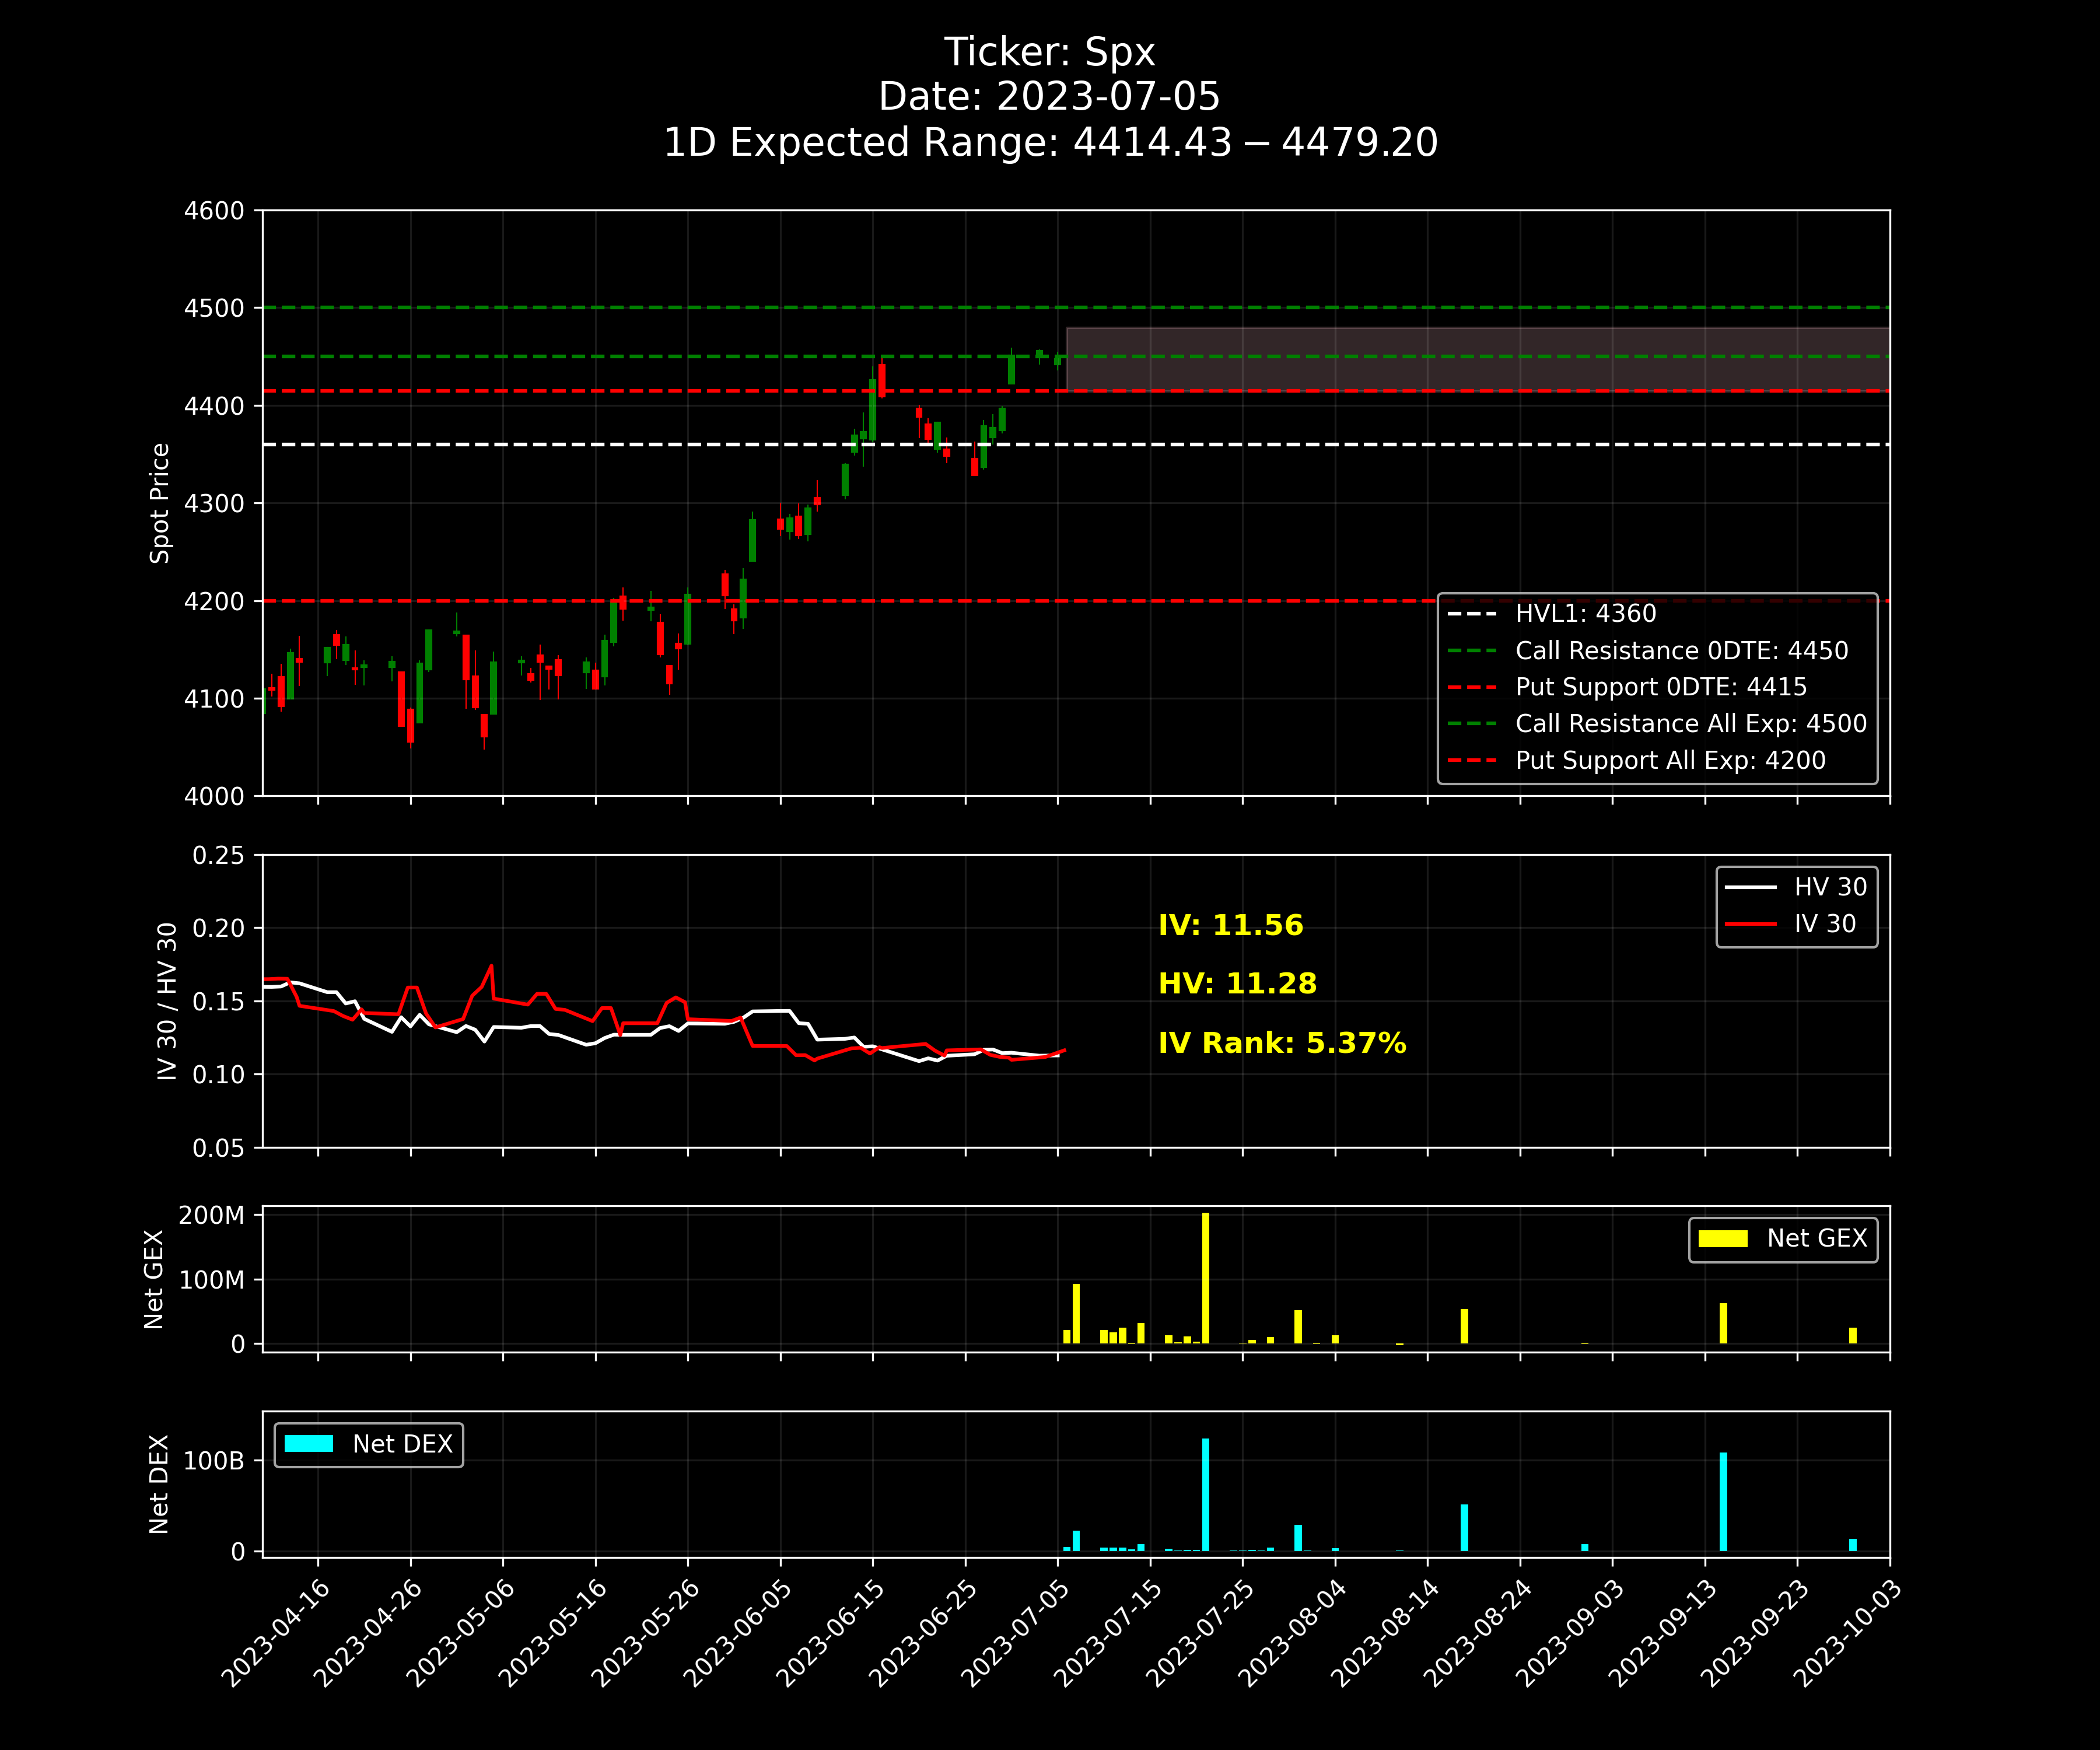 Ticker: Spx
Date: 2023-07-05
1D Expected Range: 4414.43 − 4479.20
4600
4500
4400
4300
4200
4100
4000
Spot Price
HVL1: 4360
Call Resistance 0DTE: 4450
Put Support 0DTE: 4415
Call Resistance All Exp: 4500
Put Support All Exp: 4200
0.25
0.20
0.15
0.10
0.05
IV 30 / HV 30
IV: 11.56
HV: 11.28
IV Rank: 5.37%
HV 30
IV 30
200M
100M
0
Net GEX
Net GEX
100B
0
Net DEX
Net DEX
2023-04-16
2023-04-26
2023-05-06
2023-05-16
2023-05-26
2023-06-05
2023-06-15
2023-06-25
2023-07-05
2023-07-15
2023-07-25
2023-08-04
2023-08-14
2023-08-24
2023-09-03
2023-09-13
2023-09-23
2023-10-03